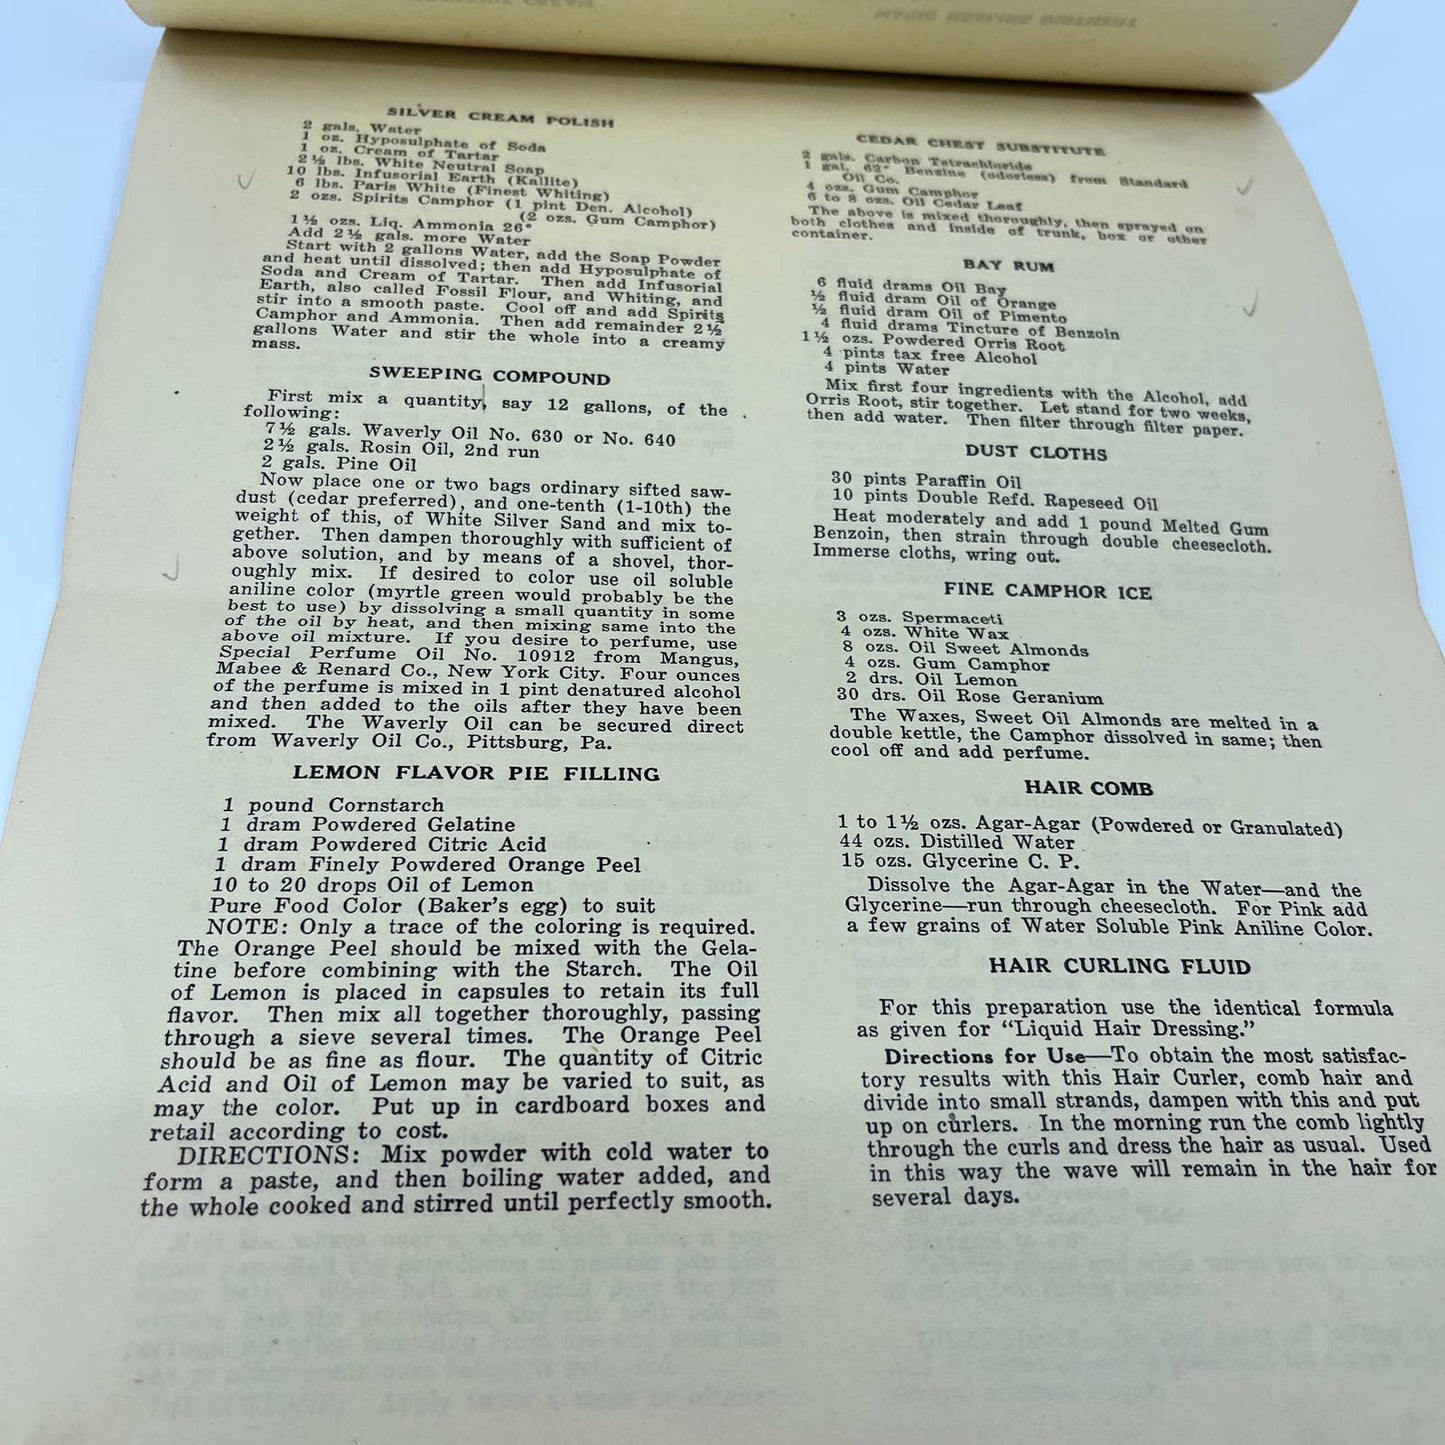 SILVER CREAM POLISH
2 gals. Water
1 oz. Hyposulphate of Soda
1 oz. Cream of Tartar
2½ lbs. White Neutral Soap
10 lbs. Infusorial Earth (Kallite)
6 lbs. Paris White (Finest Whiting)
2 ozs. Spirits Camphor (1 pint Den. Alcohol)
(2 ozs. Gum Camphor)
1½ ozs. Liq. Ammonia 26°
Add 2½ gals. more Water
Start with 2 gallons Water, add the Soap Powder
and heat until dissolved; then add Hyposulphate of
Soda and Cream of Tartar. Then add Infusorial
Earth, also called Fossil Flour, and Whiting, and
stir into a smooth paste. Cool off and add Spirits
Camphor and Ammonia. Then add remainder 2½
gallons Water and stir the whole into a creamy
mass.
SWEEPING COMPOUND
First mix a quantity, say 12 gallons, of the
following:
7½ gals. Waverly Oil No. 630 or No. 640
2½ gals. Rosin Oil, 2nd run
2 gals. Pine Oil
Now place one or two bags ordinary sifted saw-
dust (cedar preferred), and one-tenth (1-10th) the
weight of this, of White Silver Sand and mix to-
gether. Then dampen thoroughly with sufficient of
above solution, and by means of a shovel, thor-
oughly mix. If desired to color use oil soluble
aniline color (myrtle green would probably be the
best to use) by dissolving a small quantity in some
of the oil by heat, and then mixing same into the
above oil mixture. If you desire to perfume, use
Special Perfume Oil No. 10912 from Mangus,
Mabee & Renard Co., New York City. Four ounces
of the perfume is mixed in 1 pint denatured alcohol
and then added to the oils after they have been
mixed. The Waverly Oil can be secured direct
from Waverly Oil Co., Pittsburg, Pa.
LEMON FLAVOR PIE FILLING
1 pound Cornstarch
1 dram Powdered Gelatine
1 dram Powdered Citric Acid
1 dram Finely Powdered Orange Peel
10 to 20 drops Oil of Lemon
Pure Food Color (Baker's egg) to suit
NOTE: Only a trace of the coloring is required.
The Orange Peel should be mixed with the Gela-
tine before combining with the Starch. The Oil
of Lemon is placed in capsules to retain its full
flavor. Then mix all together thoroughly, passing
through a sieve several times. The Orange Peel
should be as fine as flour. The quantity of Citric
Acid and Oil of Lemon may be varied to suit, as
may the color. Put up in cardboard boxes and
retail according to cost.
DIRECTIONS: Mix powder with cold water to
form a paste, and then boiling water added, and
the whole cooked and stirred until perfectly smooth.
CEDAR CHEST SUBSTITUTE
2 gals. Carbon Tetrachloride
1 gal. 62° Benzine (odorless) from Standard
Oil Co.
4 ozs. Gum Camphor
6 to 8 ozs. Oil Cedar Leaf
The above is mixed thoroughly, then sprayed on
both clothes and inside of trunk, box or other
container.
BAY RUM
6 fluid drams Oil Bay
½ fluid dram Oil of Orange
½ fluid dram Oil of Pimento
4 fluid drams Tincture of Benzoin
1½ ozs. Powdered Orris Root
4 pints tax free Alcohol
4 pints Water
Mix first four ingredients with the Alcohol, add
Orris Root, stir together. Let stand for two weeks,
then add water. Then filter through filter paper.
DUST CLOTHS
30 pints Paraffin Oil
10 pints Double Refd. Rapeseed Oil
Heat moderately and add 1 pound Melted Gum
Benzoin, then strain through double cheesecloth.
Immerse cloths, wring out.
FINE CAMPHOR ICE
3 ozs. Spermaceti
4 ozs. White Wax
8 ozs. Oil Sweet Almonds
4 ozs. Gum Camphor
2 drs. Oil Lemon
30 drs. Oil Rose Geranium
The Waxes, Sweet Oil Almonds are melted in a
double kettle, the Camphor dissolved in same; then
cool off and add perfume.
HAIR COMB
1 to 1½ ozs. Agar-Agar (Powdered or Granulated)
44 ozs. Distilled Water
15 ozs. Glycerine C. P.
Dissolve the Agar-Agar in the Water—and the
Glycerine—run through cheesecloth. For Pink add
a few grains of Water Soluble Pink Aniline Color.
HAIR CURLING FLUID
For this preparation use the identical formula
as given for "Liquid Hair Dressing."
Directions for Use—To obtain the most satisfac-
tory results with this Hair Curler, comb hair and
divide into small strands, dampen with this and put
up on curlers. In the morning run the comb lightly
through the curls and dress the hair as usual. Used
in this way the wave will remain in the hair for
several days.